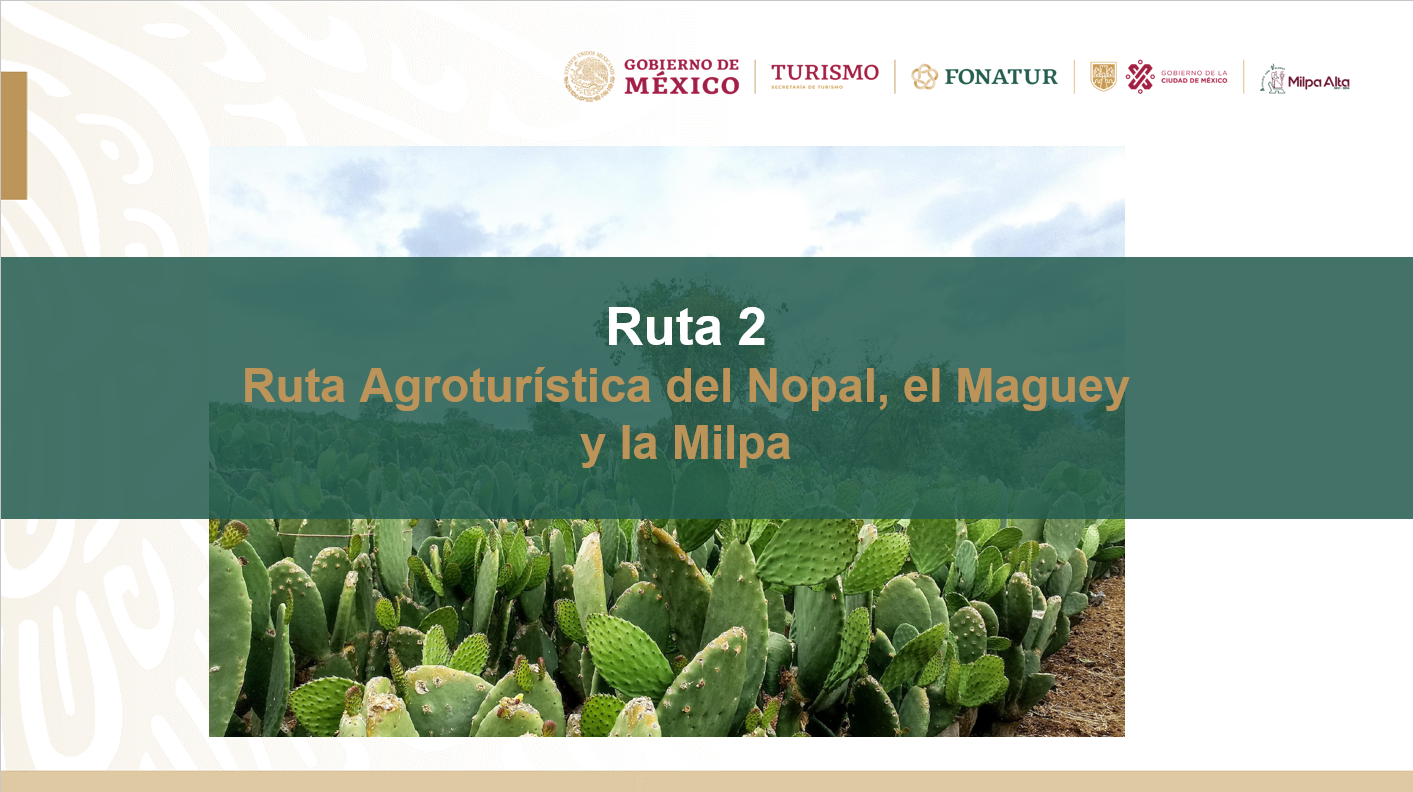 GOBIERNO DE
MÉXICO
TURISMO
SECRETARÍA DE TURISMO
FONATUR
GOBIERNO DE LA
CIUDAD DE MÉXICO
Milpa Alta
Ruta 2
Ruta Agroturística del Nopal, el Maguey
y la Milpa